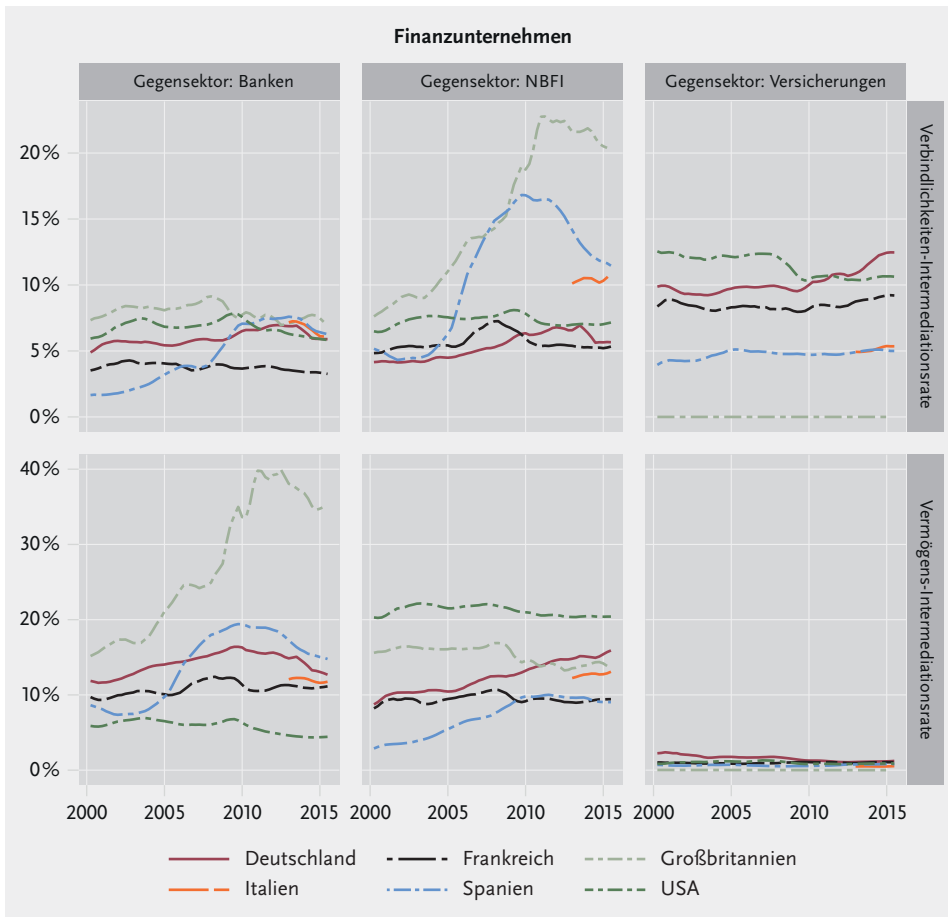 Finanzunternehmen
Gegensektor: Banken
Gegensektor: NBFI
Gegensektor: Versicherungen
20%
15%
10%
5%
0%
Verbindlichkeiten-Intermediationsrate
40%
30%
20%
10%
0%
Vermögens-Intermediationsrate
2000 2005 2010 2015
2000 2005 2010 2015
2000 2005 2010 2015
Deutschland Frankreich Großbritannien
Italien Spanien USA